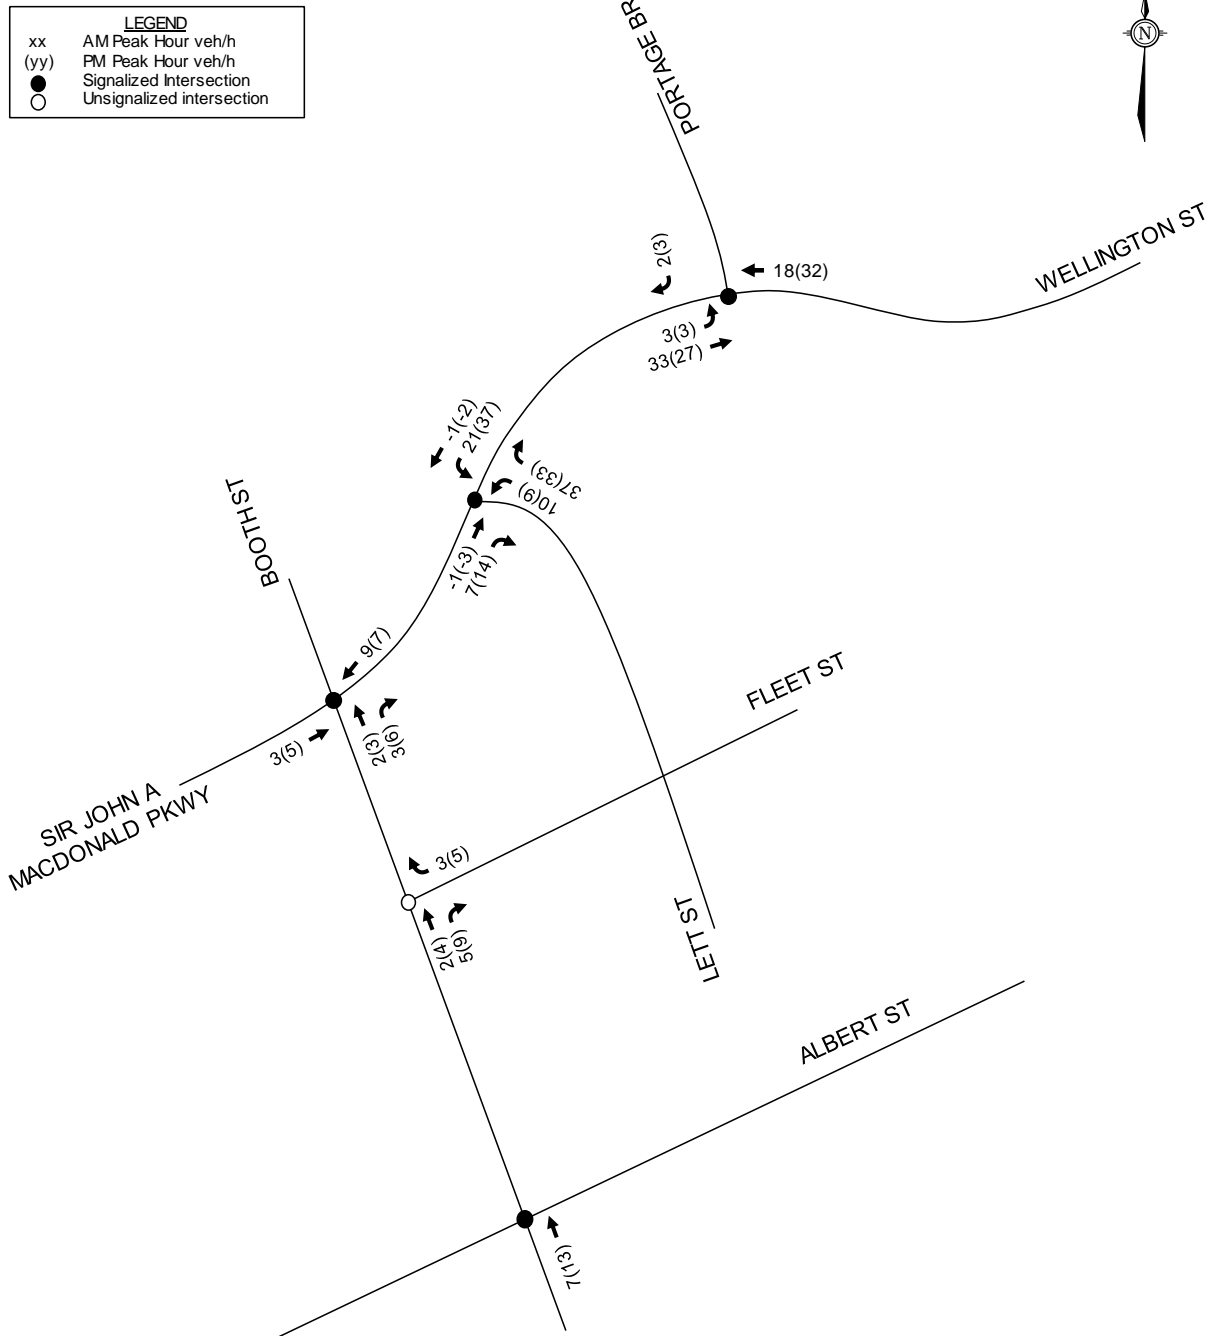 LEGEND
xx AM Peak Hour veh/h
(yy) PM Peak Hour veh/h
Signalized Intersection
Unsignalized intersection
PORTAGE BR
N
WELLINGTON ST
2(3)
18(32)
3(3)
33(27)
-1(-2)
21(37)
37(33)
10(9)
-1(-3)
7(14)
BOOTH ST
9(7)
3(5)
2(3)
3(6)
SIR JOHN A
MACDONALD PKWY
FLEET ST
3(5)
2(4)
5(9)
LETT ST
ALBERT ST
7(13)